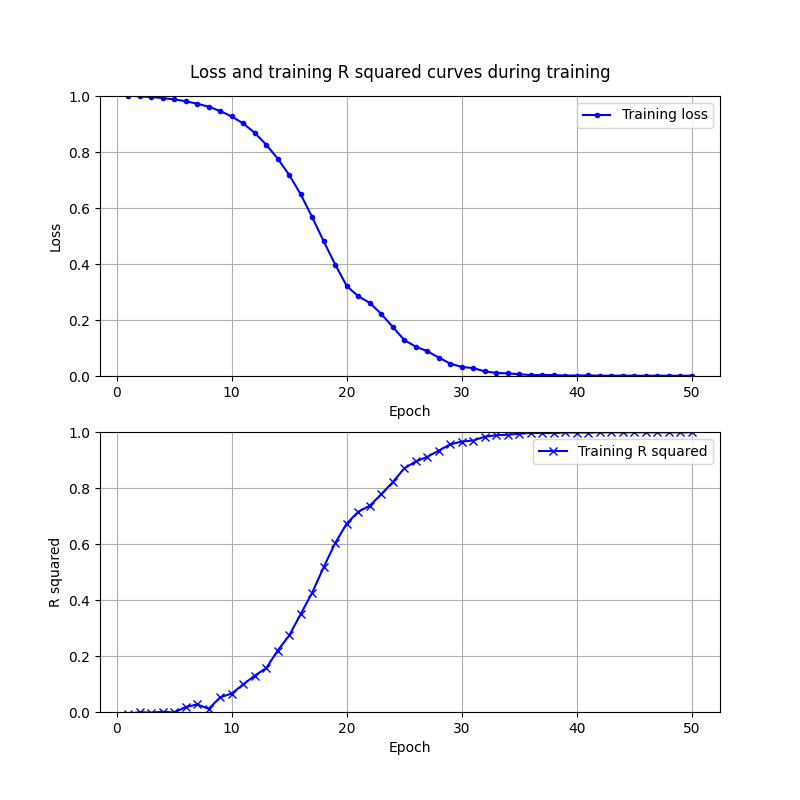 Loss and training R squared curves during training
1.0
0.8
0.6
0.4
0.2
0.0
Loss
Training loss
0 10 20 30 40 50
Epoch
1.0
0.8
0.6
0.4
0.2
0.0
R squared
Training R squared
0 10 20 30 40 50
Epoch